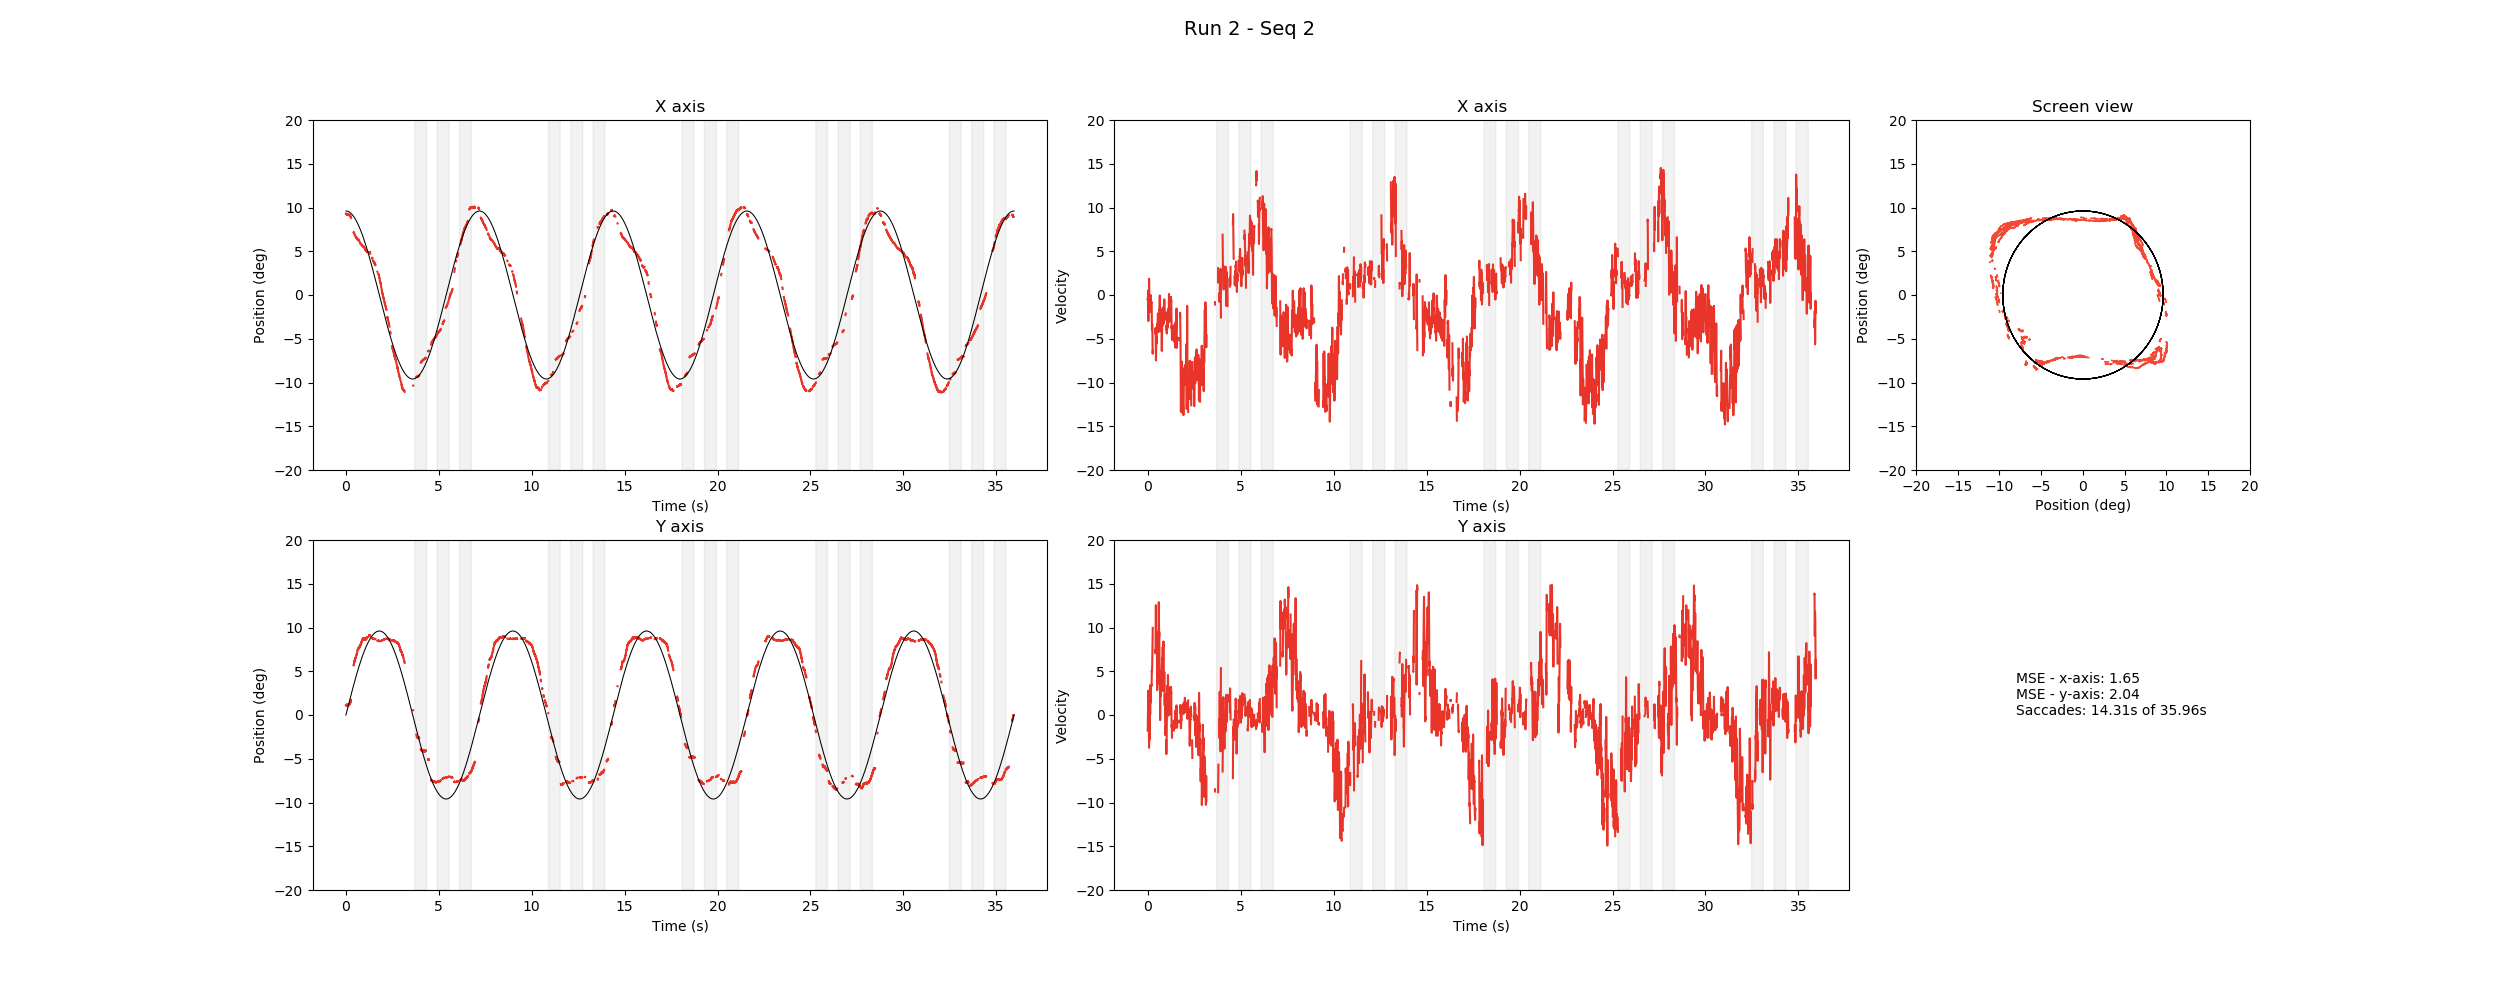 Run 2 - Seq 2
X axis
20
15
10
5
0
−5
−10
−15
−20
Position (deg)
0 5 10 15 20 25 30 35
Time (s)
X axis
20
15
10
5
0
−5
−10
−15
−20
Velocity
0 5 10 15 20 25 30 35
Time (s)
Screen view
20
15
10
5
0
−5
−10
−15
−20
Position (deg)
−20 −15 −10 −5 0 5 10 15 20
Position (deg)
Y axis
20
15
10
5
0
−5
−10
−15
−20
Position (deg)
0 5 10 15 20 25 30 35
Time (s)
Y axis
20
15
10
5
0
−5
−10
−15
−20
Velocity
0 5 10 15 20 25 30 35
Time (s)
MSE - x-axis: 1.65
MSE - y-axis: 2.04
Saccades: 14.31s of 35.96s